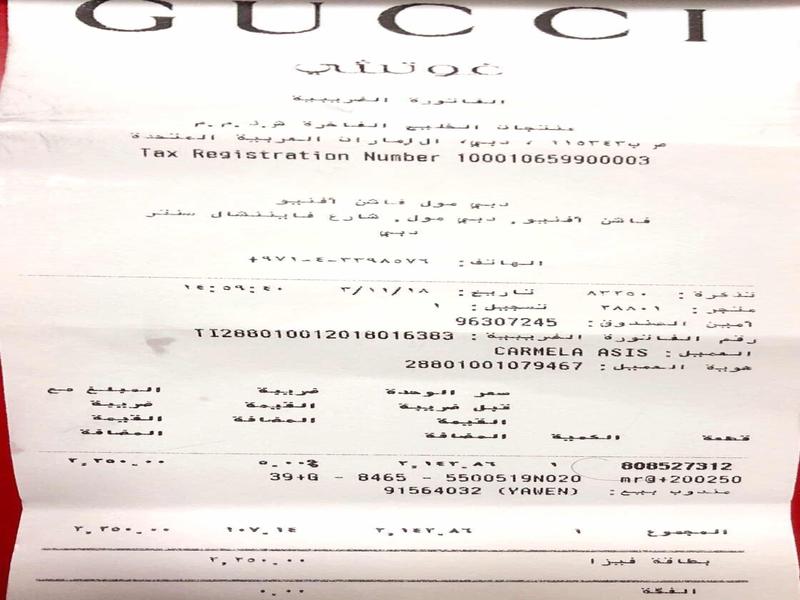 GUCCI
غوتشي
الفاتورة الضريبية
منتجات الخليج الفاخرة ش.ذ.م.م
ص ب ١١٥٣٤٣ ، دبي، الإمارات العربية المتحدة
Tax Registration Number 100010659900003
دبي مول فاشن افنيو
فاشن افنيو, دبي مول, شارع فايننشال سنتر
دبي
الهاتف: +٩٧١-٤-٣٣٩٨٥٧٦
تذكرة: ٨٣٣٥٠ تاريخ: ٣/١١/١٨ ١٤:٥٩:٤٠
متجر: ٢٨٨٠١ تسجيل: ١
أمين الصندوق: 96307245
رقم الفاتورة الضريبية: TI288010012018016383
العميل: CARMELA ASIS
هوية العميل: 28801001079467
سعر الوحدة ضريبة المبلغ مع
قبل ضريبة القيمة ضريبة
القيمة المضافة القيمة
قطعة الكمية المضافة المضافة
808527312 ١ ٢,١٤٢.٨٦ ٥.٠٠% ٢,٢٥٠.٠٠
mr@+200250 39+G - 8465 - 5500519N020
مندوب بيع: 91564032 (YAWEN)
المجموع ١ ٢,١٤٢.٨٦ ١٠٧.١٤ ٢,٢٥٠.٠٠
بطاقة فيزا ٢,٢٥٠.٠٠
الفكة ٠.٠٠